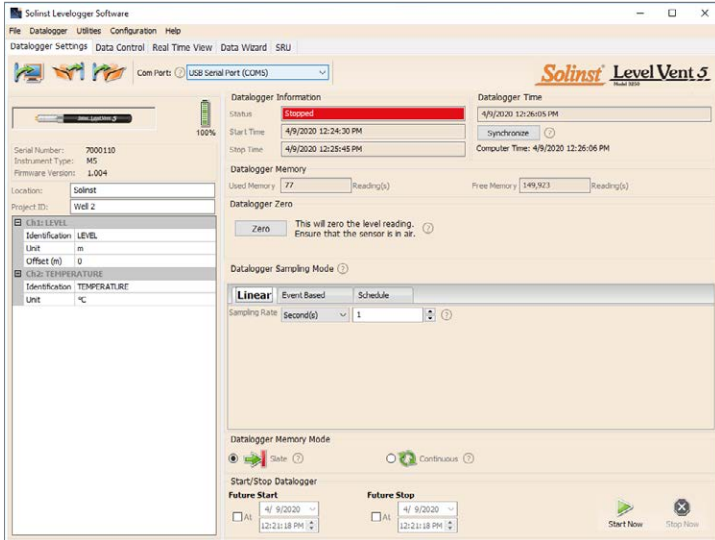 Solinst Levelogger Software
File Datalogger Utilities Configuration Help
Datalogger Settings Data Control Real Time View Data Wizard SRU
Com Port: ? USB Serial Port (COM5)
Solinst® Level Vent 5
Model 3250
100%
Serial Number: 7000110
Instrument Type: M5
Firmware Version: 1.004
Location: Solinst
Project ID: Well 2
Ch1: LEVEL
Identification LEVEL
Unit m
Offset (m) 0
Ch2: TEMPERATURE
Identification TEMPERATURE
Unit °C
Datalogger Information
Status Stopped
Start Time 4/9/2020 12:24:30 PM
Stop Time 4/9/2020 12:25:45 PM
Datalogger Time
4/9/2020 12:26:05 PM
Synchronize ?
Computer Time: 4/9/2020 12:26:06 PM
Datalogger Memory
Used Memory 77 Reading(s) Free Memory 149,923 Reading(s)
Datalogger Zero
Zero This will zero the level reading.
Ensure that the sensor is in air. ?
Datalogger Sampling Mode ?
Linear Event Based Schedule
Sampling Rate Second(s) 1 ?
Datalogger Memory Mode
Slate ? Continuous ?
Start/Stop Datalogger
Future Start Future Stop
At 4/ 9/2020 At 4/ 9/2020
12:21:18 PM 12:21:18 PM
Start Now Stop Now